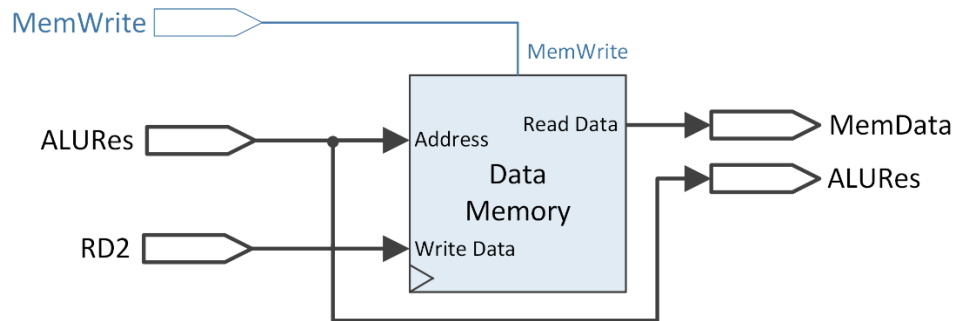 MemWrite
MemWrite
ALURes
Address
Read Data
MemData
Data
Memory
ALURes
RD2
Write Data